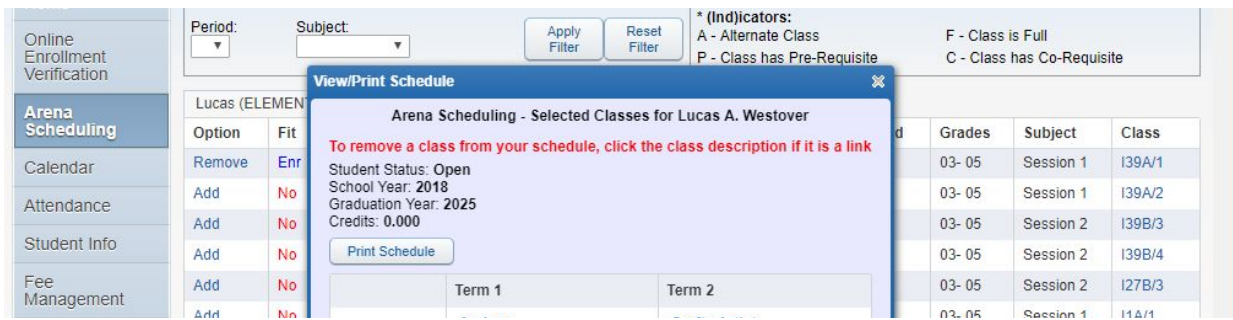 Online
Enrollment
Verification
Arena
Scheduling
Calendar
Attendance
Student Info
Fee
Management
Period: Subject:
Apply
Filter
Reset
Filter
* (Ind)icators:
A - Alternate Class F - Class is Full
P - Class has Pre-Requisite C - Class has Co-Requisite
View/Print Schedule
Arena Scheduling - Selected Classes for Lucas A. Westover
To remove a class from your schedule, click the class description if it is a link
Student Status: Open
School Year: 2018
Graduation Year: 2025
Credits: 0.000
Print Schedule
Term 1 Term 2
Lucas (ELEMEN
Option Fit d Grades Subject Class
Remove Enr 03- 05 Session 1 I39A/1
Add No 03- 05 Session 1 I39A/2
Add No 03- 05 Session 2 I39B/3
Add No 03- 05 Session 2 I39B/4
Add No 03- 05 Session 2 I27B/3
Add No 03- 05 Session 1 I1A/1